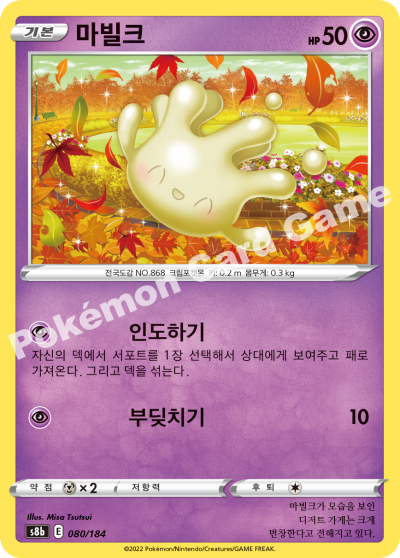 기본 마빌크 HP 50
전국도감 NO.868 크림포켓몬 키: 0.2 m 몸무게: 0.3 kg
인도하기
자신의 덱에서 서포트를 1장 선택해서 상대에게 보여주고 패로
가져온다. 그리고 덱을 섞는다.
부딪치기 10
약점 ×2 저항력 후퇴
Illus. Misa Tsutsui
s8b E 080/184
마빌크가 모습을 보인
디저트 가게는 크게
번창한다고 전해지고 있다.
©2022 Pokémon/Nintendo/Creatures/GAME FREAK.
Pokémon Card Game